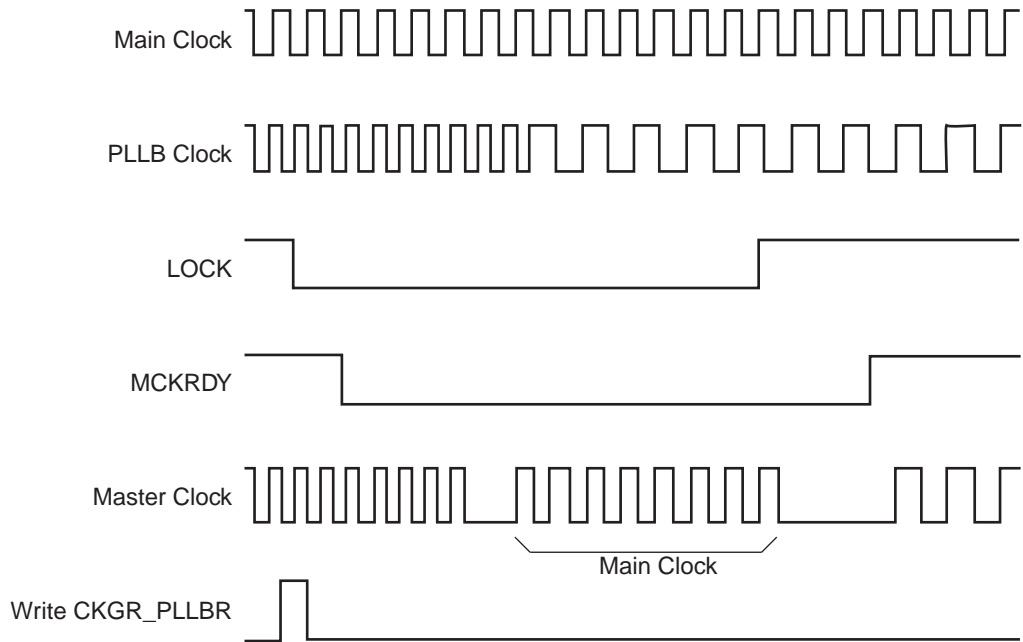 Main Clock
PLLB Clock
LOCK
MCKRDY
Master Clock
Main Clock
Write CKGR_PLLBR